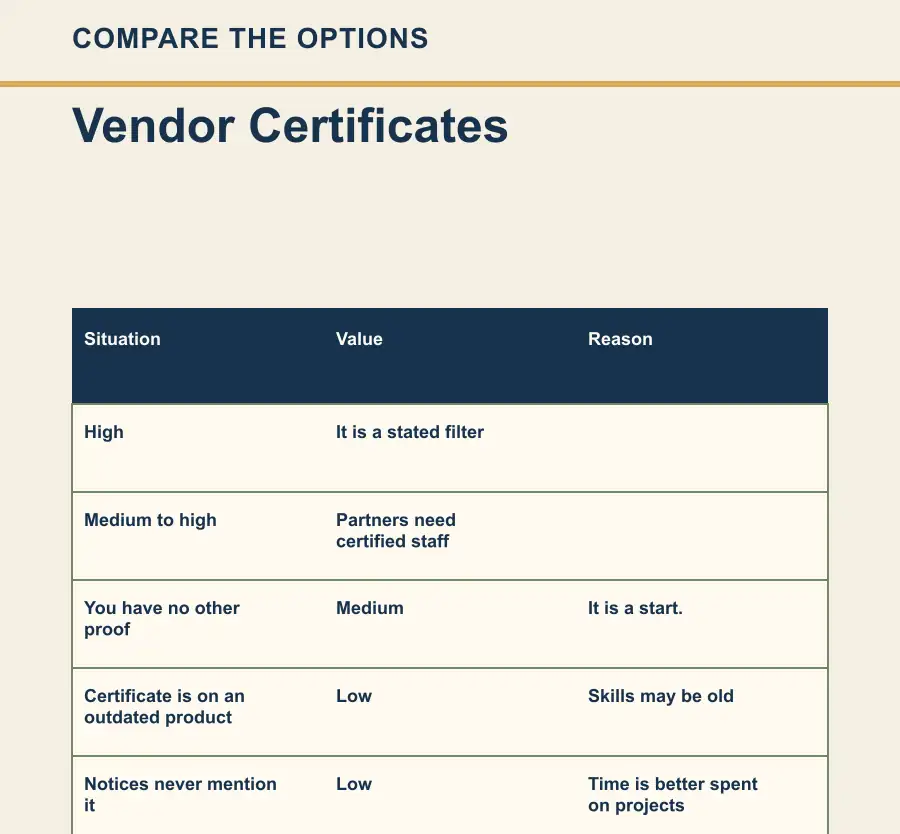 COMPARE THE OPTIONS
Vendor Certificates
Situation Value Reason
High It is a stated filter
Medium to high Partners need
certified staff
You have no other Medium It is a start.
proof
Certificate is on an Low Skills may be old
outdated product
Notices never mention Low Time is better spent
it on projects